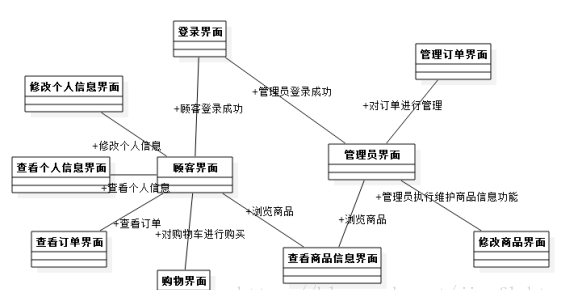 登录界面
管理订单界面
修改个人信息界面
+管理员登录成功
+顾客登录成功
+对订单进行管理
+修改个人信息
管理员界面
查看个人信息界面
顾客界面
+查看个人信息
+管理员执行维护商品信息功能
+查看订单
+浏览商品
+浏览商品
+对购物车进行购买
查看订单界面
修改商品界面
查看商品信息界面
购物界面